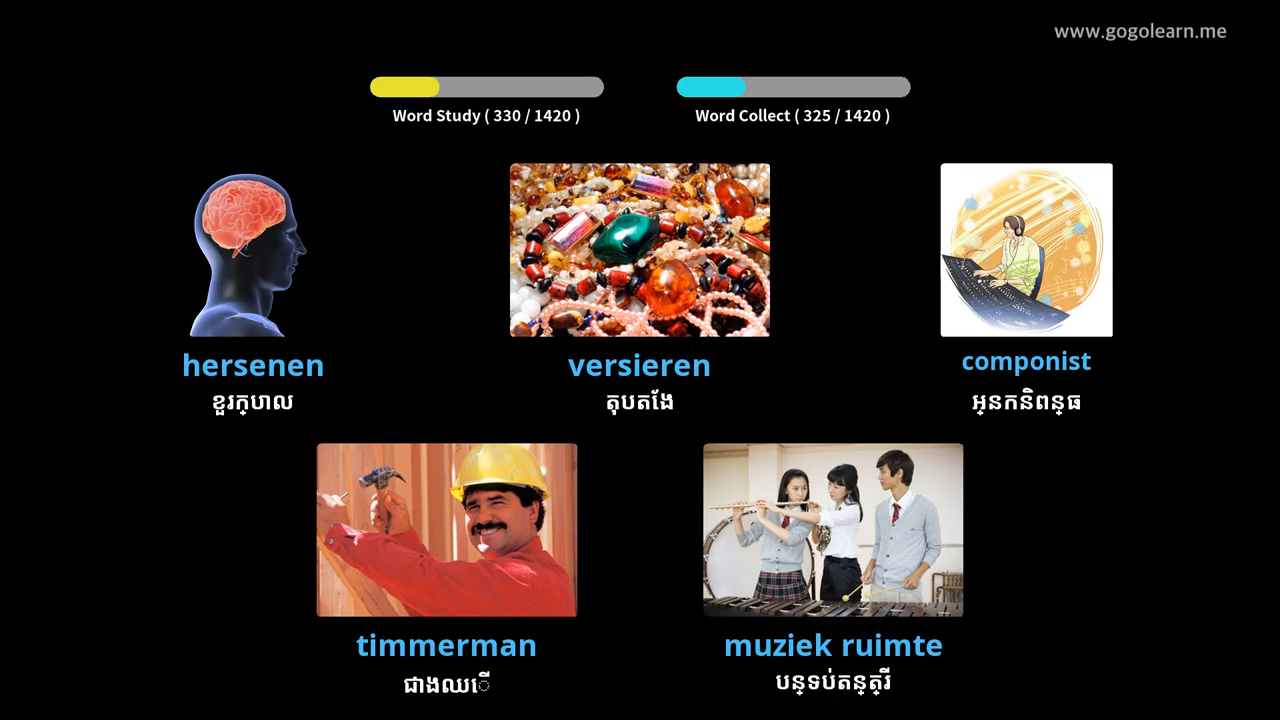 www.gogolearn.me
Word Study ( 330 / 1420 )
Word Collect ( 325 / 1420 )
hersenen
ខួរក្បាល
versieren
តុបតែង
componist
អ្នកនិពន្ធ
timmerman
ជាងឈើ
muziek ruimte
បន្ទប់តន្ត្រី